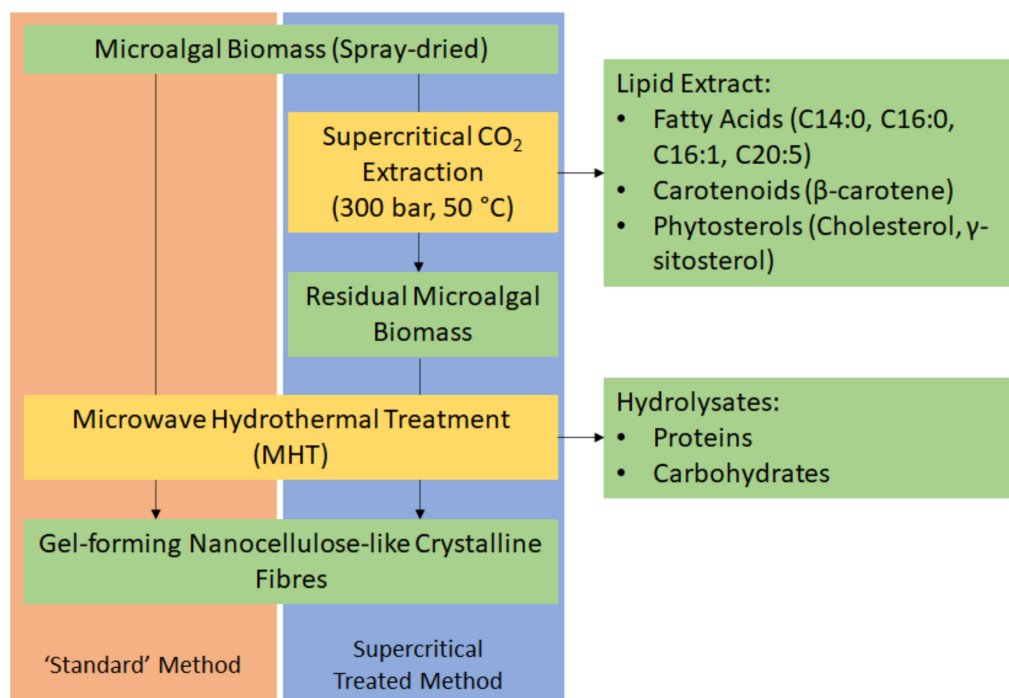 Microalgal Biomass (Spray-dried)
Supercritical CO₂
Extraction
(300 bar, 50 °C)
Lipid Extract:
• Fatty Acids (C14:0, C16:0,
C16:1, C20:5)
• Carotenoids (β-carotene)
• Phytosterols (Cholesterol, γ-
sitosterol)
Residual Microalgal
Biomass
Microwave Hydrothermal Treatment
(MHT)
Hydrolysates:
• Proteins
• Carbohydrates
Gel-forming Nanocellulose-like Crystalline
Fibres
‘Standard’ Method
Supercritical
Treated Method